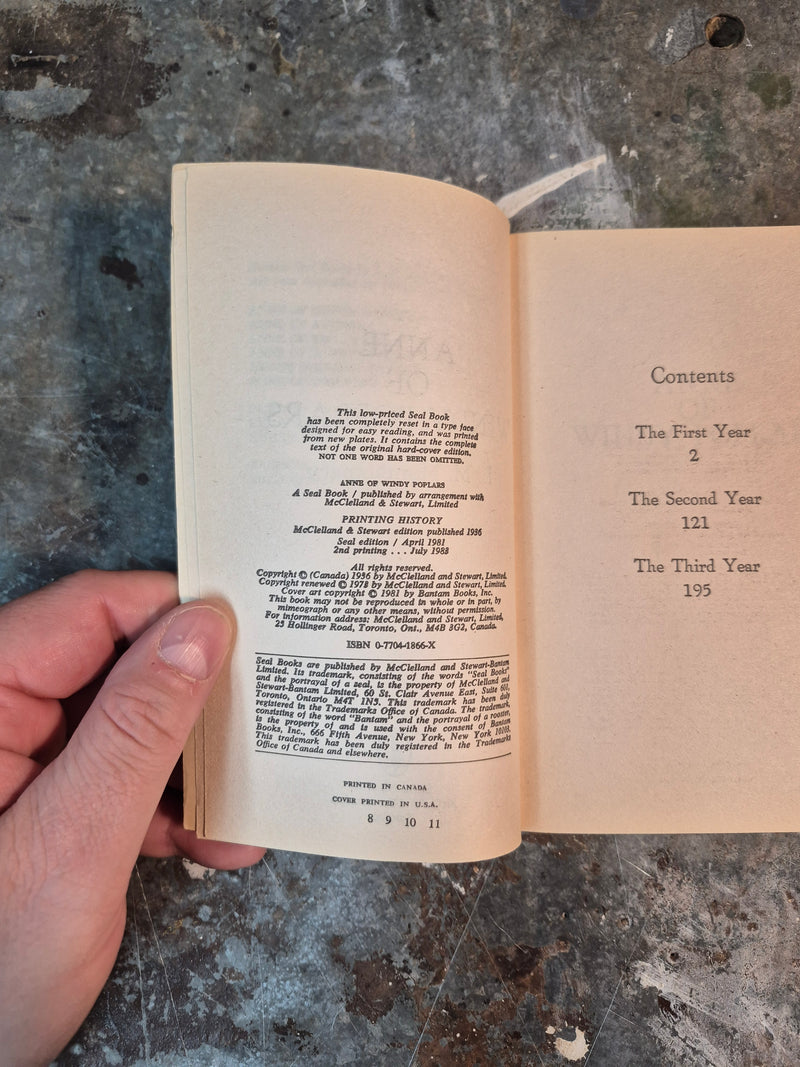 This low-priced Seal Book
has been completely reset in a type face
designed for easy reading, and was printed
from new plates. It contains the complete
text of the original hard-cover edition.
NOT ONE WORD HAS BEEN OMITTED.
ANNE OF WINDY POPLARS
A Seal Book / published by arrangement with
McClelland & Stewart, Limited
PRINTING HISTORY
McClelland & Stewart edition published 1936
Seal edition / April 1981
2nd printing . . . July 1983
All rights reserved.
Copyright © (Canada) 1936 by McClelland and Stewart, Limited.
Copyright renewed © 1978 by McClelland and Stewart, Limited.
Cover art copyright © 1981 by Bantam Books, Inc.
This book may not be reproduced in whole or in part, by
mimeograph or any other means, without permission.
For information address: McClelland and Stewart, Limited,
25 Hollinger Road, Toronto, Ont., M4B 3G2, Canada.
ISBN 0-7704-1866-X
Seal Books are published by McClelland and Stewart-Bantam
Limited. Its trademark, consisting of the words "Seal Books"
and the portrayal of a seal, is the property of McClelland and
Stewart-Bantam Limited, 60 St. Clair Avenue East, Suite 601,
Toronto, Ontario M4T 1N5. This trademark has been duly
registered in the Trademarks Office of Canada. The trademark,
consisting of the word "Bantam" and the portrayal of a rooster,
is the property of and is used with the consent of Bantam
Books, Inc., 666 Fifth Avenue, New York, New York 10103.
This trademark has been duly registered in the Trademarks
Office of Canada and elsewhere.
PRINTED IN CANADA
COVER PRINTED IN U.S.A.
8 9 10 11
Contents
The First Year
2
The Second Year
121
The Third Year
195